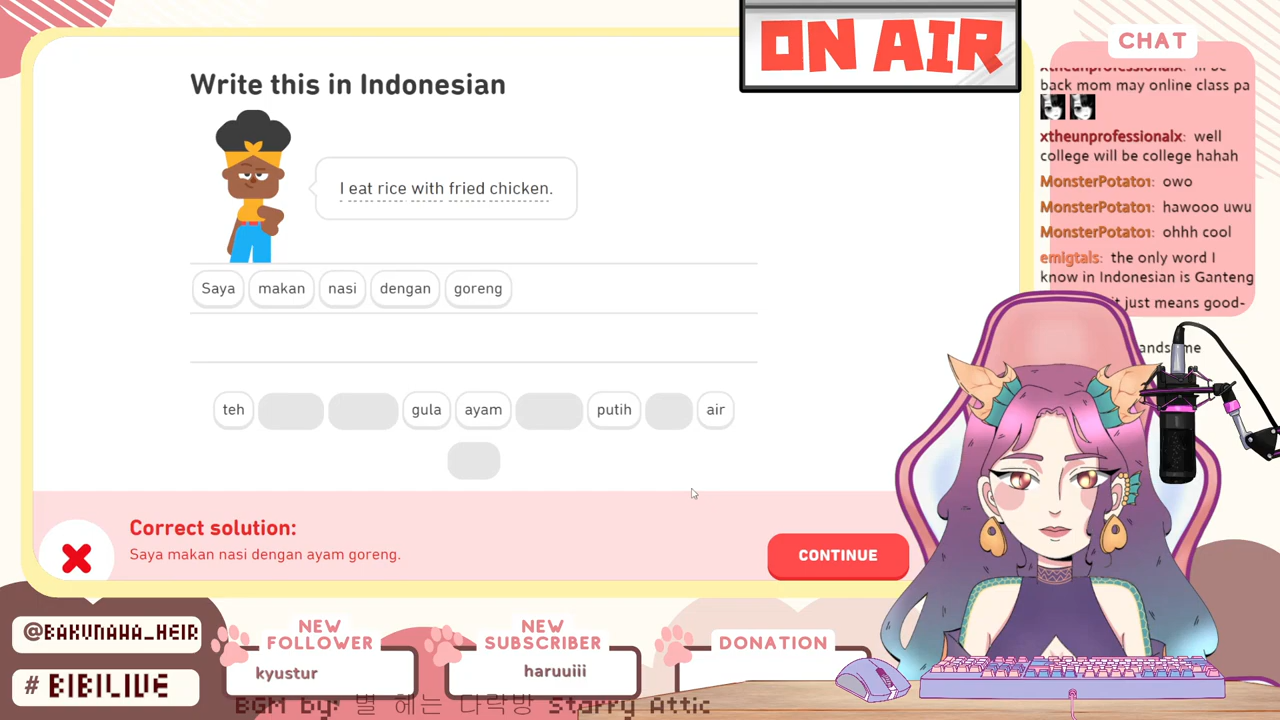 ON AIR
CHAT
Write this in Indonesian
I eat rice with fried chicken.
Saya makan nasi dengan goreng
teh gula ayam putih air
Correct solution:
Saya makan nasi dengan ayam goreng.
CONTINUE
back mom may online class pa
xtheunprofessionalx: well
college will be college hahah
MonsterPotato1: owo
MonsterPotato1: hawooo uwu
MonsterPotato1: ohhh cool
emigtals: the only word I
know in Indonesian is Ganteng
it just means good-
@BAKUNAWA_HEIR
# BIBILIVE
NEW
FOLLOWER
kyustur
NEW
SUBSCRIBER
haruuiii
DONATION
BGM by: 별 헤는 다락방 Starry Attic